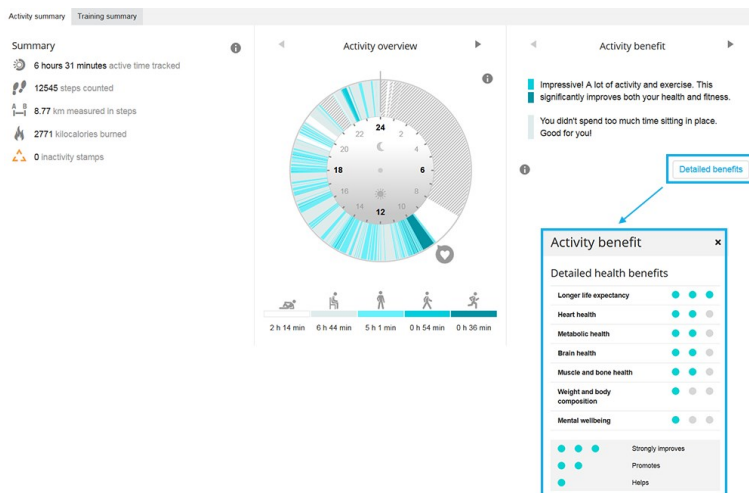 Activity summary
Training summary
Summary
6 hours 31 minutes active time tracked
12545 steps counted
A B
8.77 km measured in steps
2771 kilocalories burned
0 inactivity stamps
Activity overview
24
2
4
6
8
10
12
14
16
18
20
22
2 h 14 min
6 h 44 min
5 h 1 min
0 h 54 min
0 h 36 min
Activity benefit
Impressive! A lot of activity and exercise. This
significantly improves both your health and fitness.
You didn't spend too much time sitting in place.
Good for you!
Detailed benefits
Activity benefit
×
Detailed health benefits
Longer life expectancy
Heart health
Metabolic health
Brain health
Muscle and bone health
Weight and body
composition
Mental wellbeing
Strongly improves
Promotes
Helps